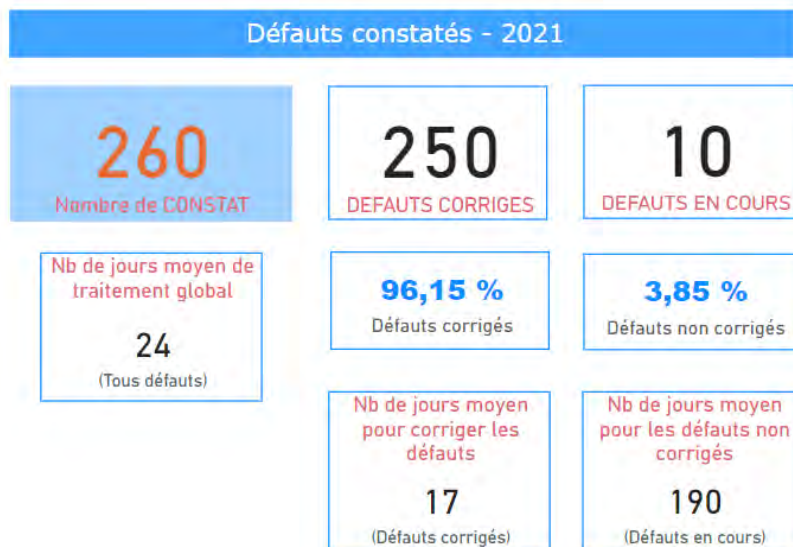 Défauts constatés - 2021
260
Nombre de CONSTAT
250
DEFAUTS CORRIGES
10
DEFAUTS EN COURS
Nb de jours moyen de
traitement global
24
(Tous défauts)
96,15 %
Défauts corrigés
3,85 %
Défauts non corrigés
Nb de jours moyen
pour corriger les
défauts
17
(Défauts corrigés)
Nb de jours moyen
pour les défauts non
corrigés
190
(Défauts en cours)